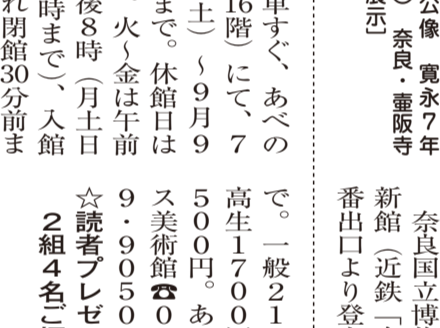 公像 寛永7年
） 奈良・壷阪寺
展示］
奈良国立博
新館（近鉄「
番出口より登
車すぐ、あべの
16階）にて、7
土）～9月9
まで。休館日は
、火～金は午前
後8時（月土日
時まで）、入館
れ閉館30分前ま
で。一般21
高生1700
500円。あ
ス美術館☎0
9・9050
☆読者プレゼ
2組4名ご